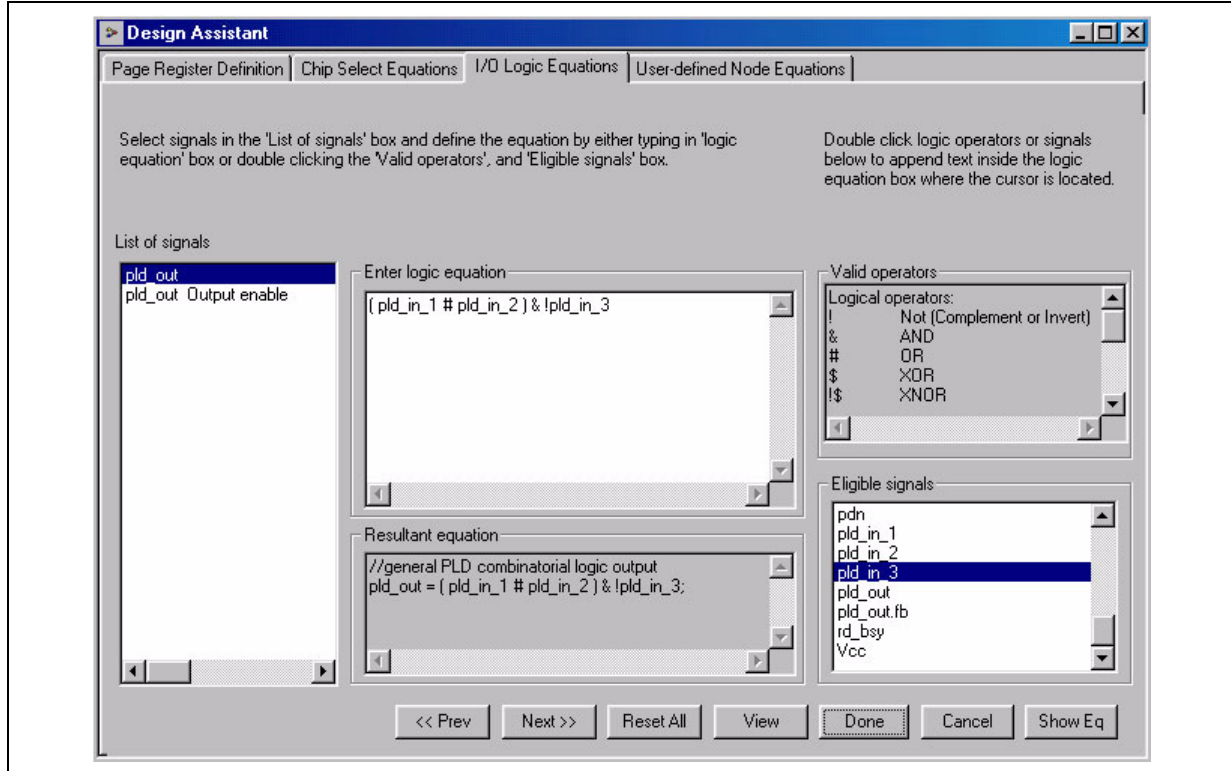 Design Assistant
Page Register Definition
Chip Select Equations
I/O Logic Equations
User-defined Node Equations
Select signals in the 'List of signals' box and define the equation by either typing in 'logic
equation' box or double clicking the 'Valid operators', and 'Eligible signals' box.
Double click logic operators or signals
below to append text inside the logic
equation box where the cursor is located.
List of signals
pld_out
pld_out Output enable
Enter logic equation
( pld_in_1 # pld_in_2 ) & !pld_in_3
Resultant equation
//general PLD combinatorial logic output
pld_out = ( pld_in_1 # pld_in_2 ) & !pld_in_3;
Valid operators
Logical operators:
! Not (Complement or Invert)
& AND
# OR
$ XOR
!$ XNOR
Eligible signals
pdn
pld_in_1
pld_in_2
pld_in_3
pld_out
pld_out.fb
rd_bsy
Vcc
<< Prev
Next >>
Reset All
View
Done
Cancel
Show Eq